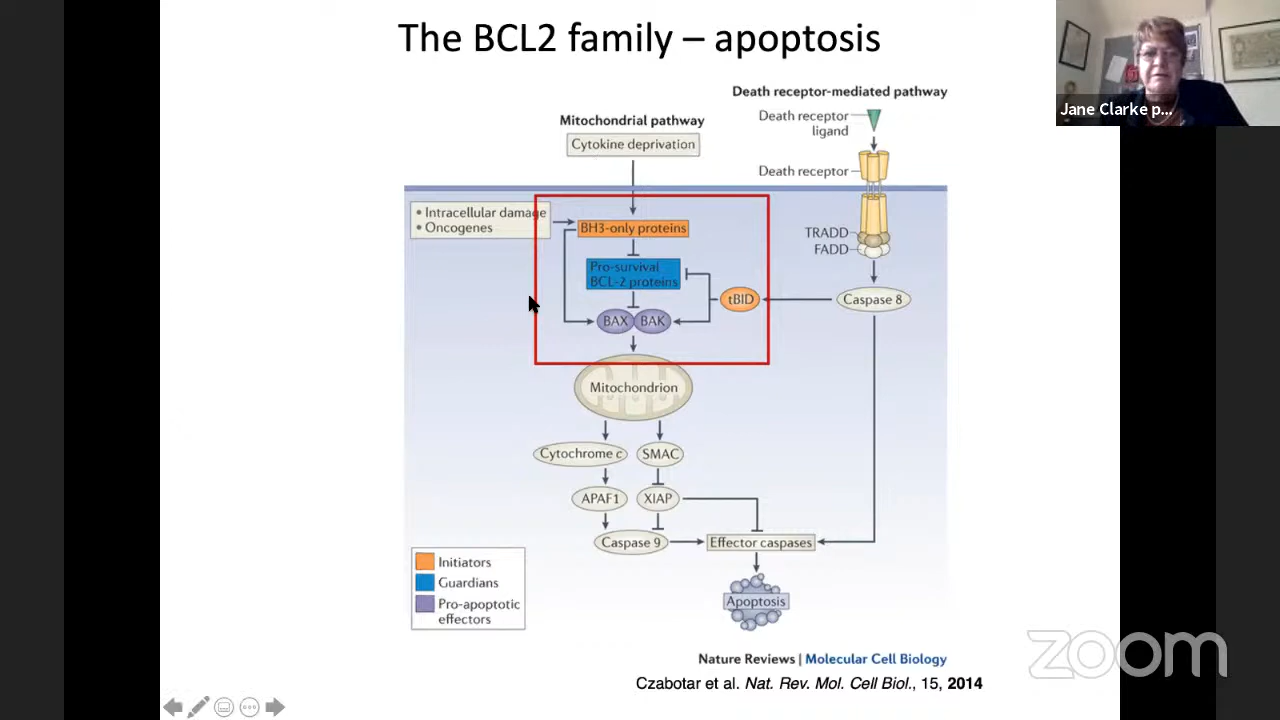 The BCL2 family – apoptosis
Jane Clarke p...
Death receptor-mediated pathway
Mitochondrial pathway
Death receptor
ligand
Cytokine deprivation
Death receptor
• Intracellular damage
• Oncogenes
BH3-only proteins
TRADD
FADD
Pro-survival
BCL-2 proteins
tBID
Caspase 8
BAX
BAK
Mitochondrion
Cytochrome c
SMAC
APAF1
XIAP
Caspase 9
Effector caspases
Initiators
Guardians
Pro-apoptotic
effectors
Apoptosis
Nature Reviews | Molecular Cell Biology
Czabotar et al. Nat. Rev. Mol. Cell Biol., 15, 2014
zoom